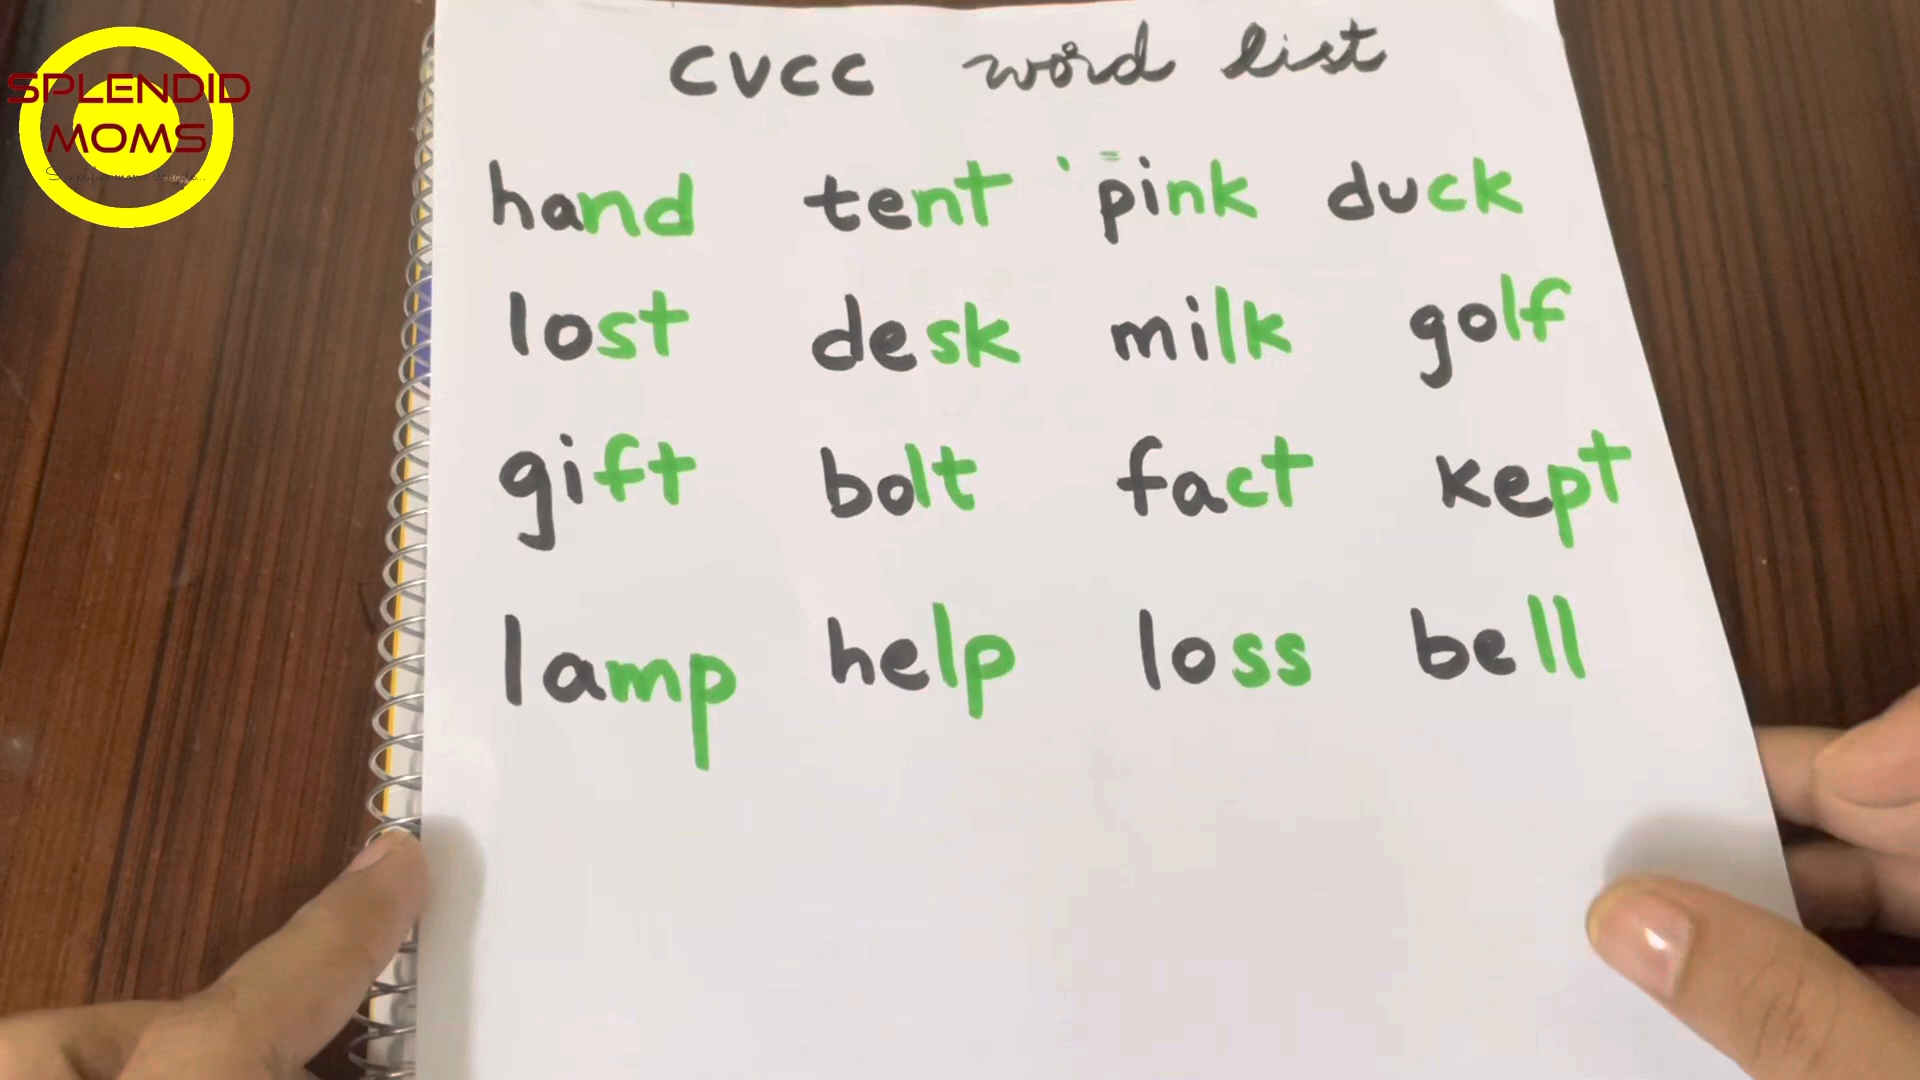 SPLENDID
MOMS
cvcc word list
hand tent pink duck
lost desk milk golf
gift bolt fact kept
lamp help loss bell